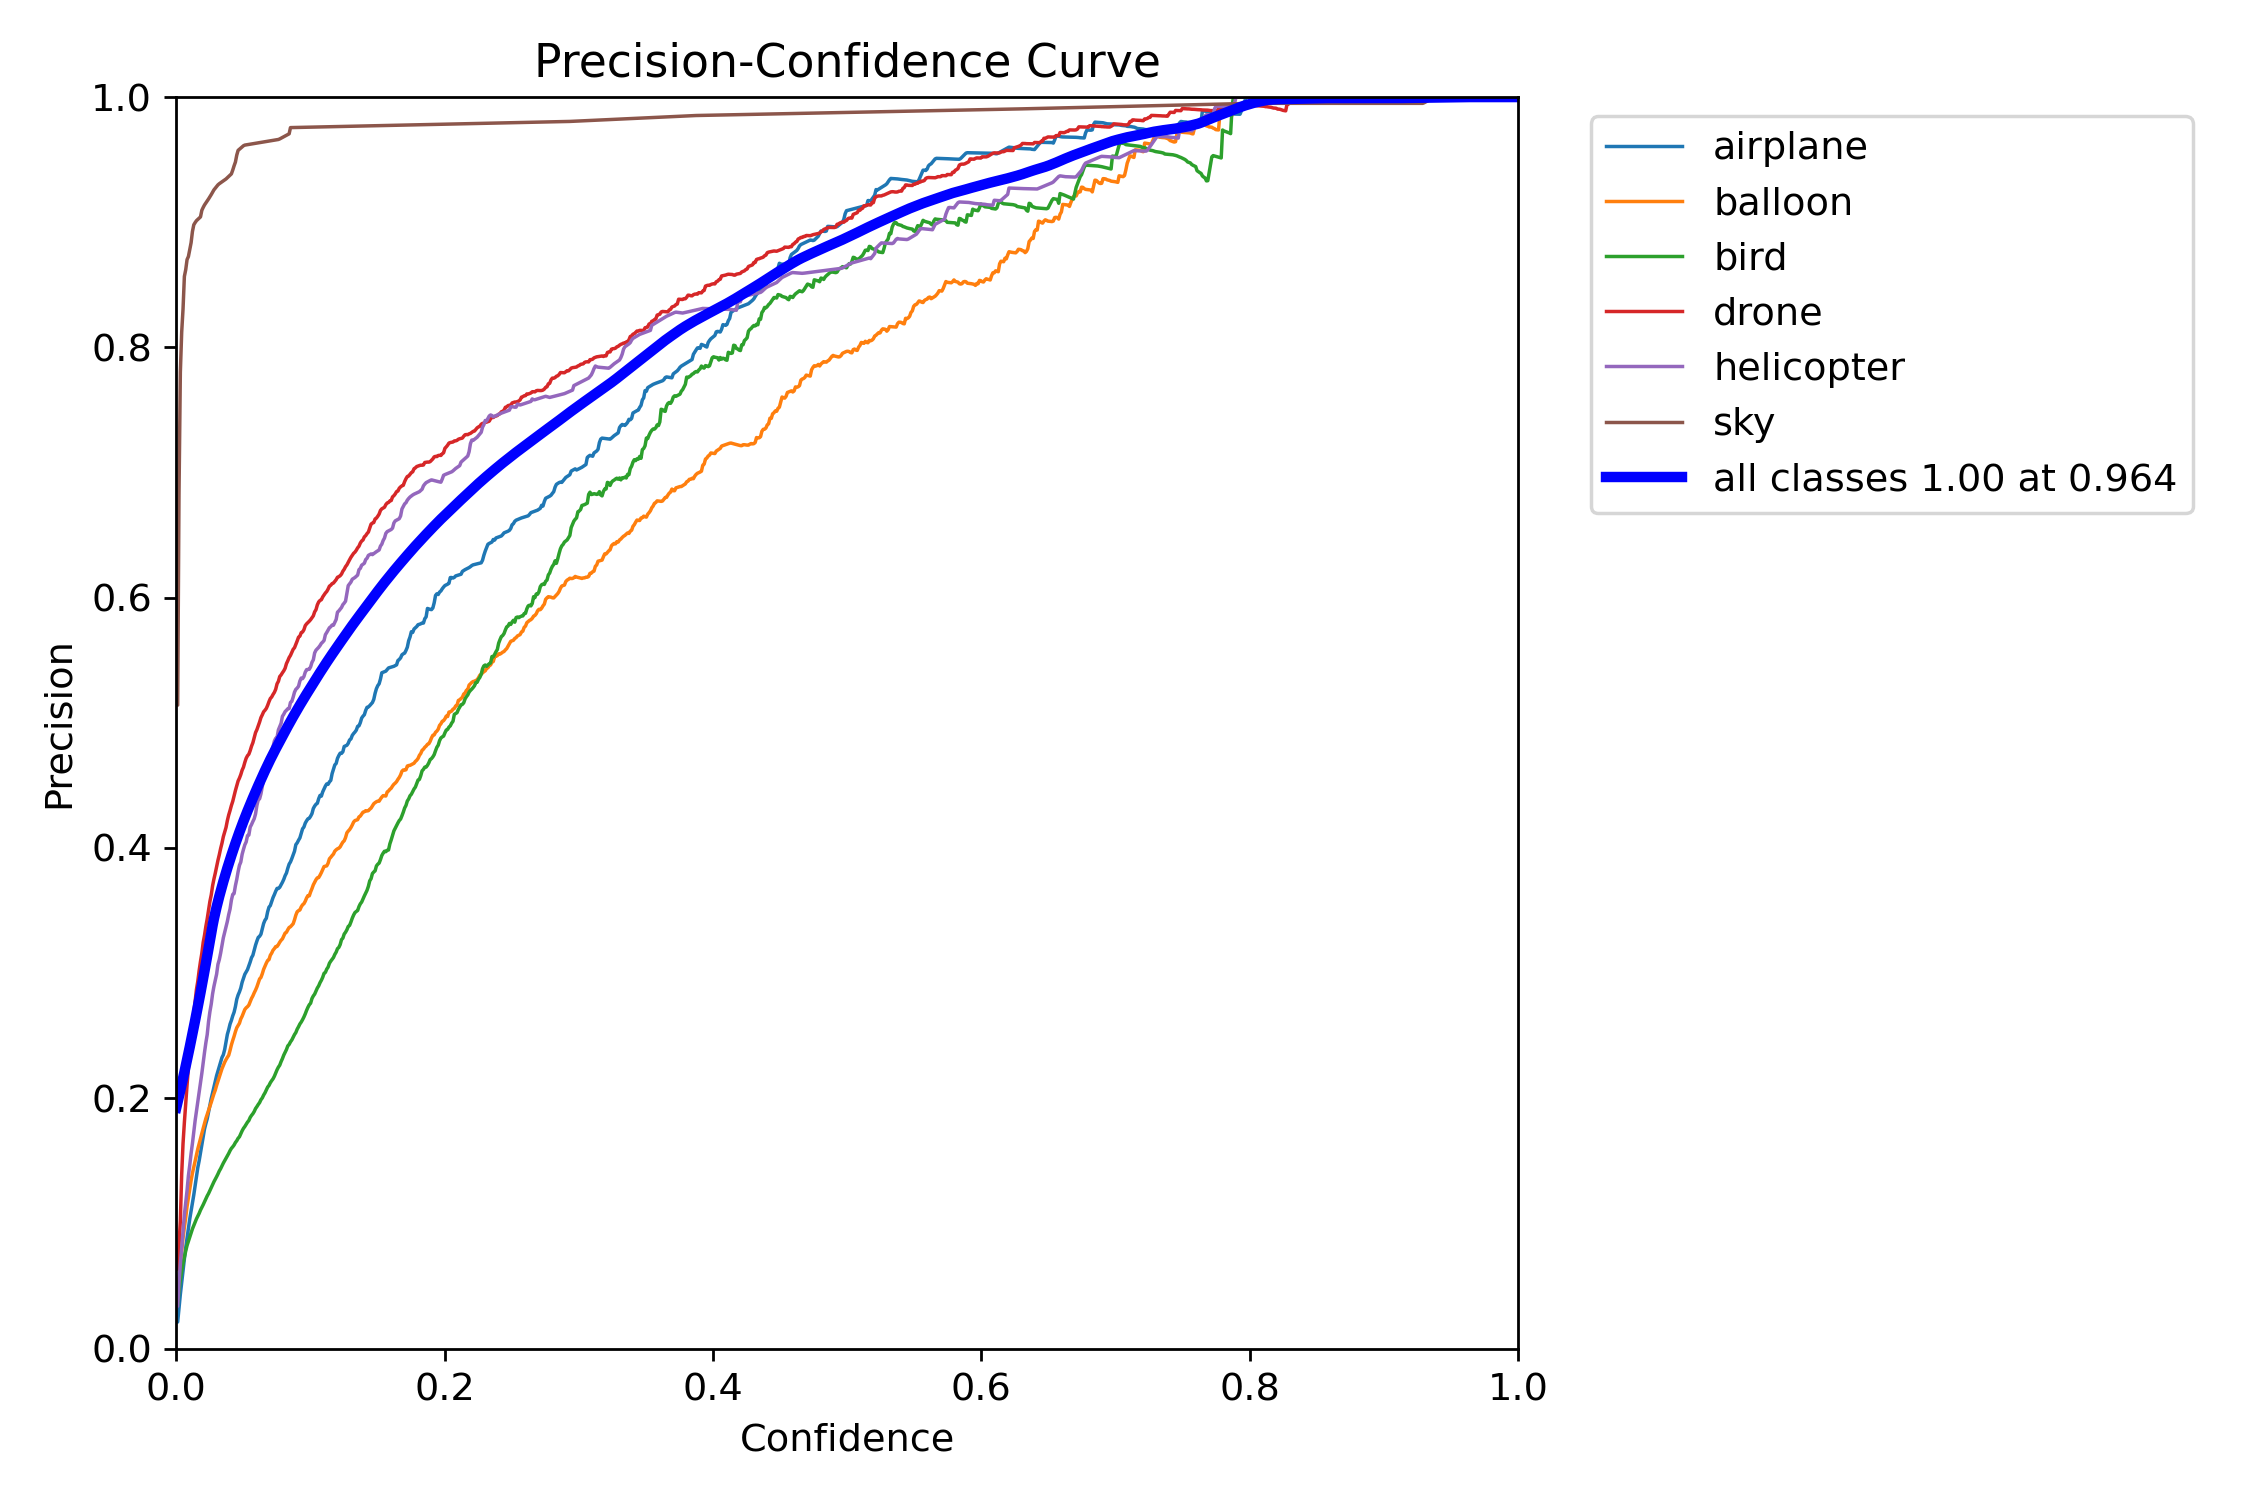 Precision-Confidence Curve
1.0
0.8
0.6
0.4
0.2
0.0
Precision
0.0 0.2 0.4 0.6 0.8 1.0
Confidence
airplane
balloon
bird
drone
helicopter
sky
all classes 1.00 at 0.964